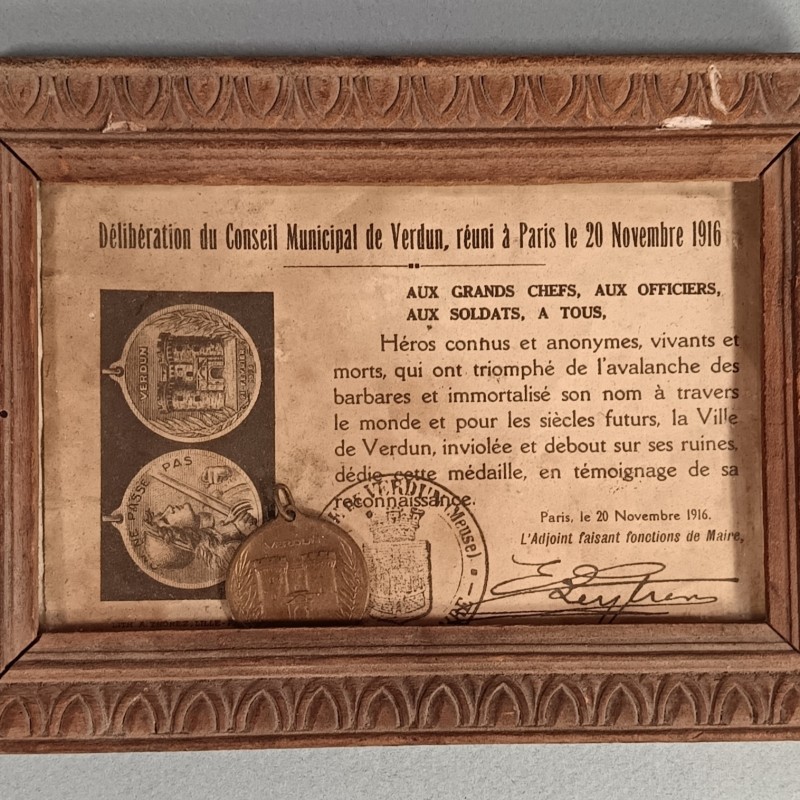 Délibération du Conseil Municipal de Verdun, réuni à Paris le 20 Novembre 1916
AUX GRANDS CHEFS, AUX OFFICIERS,
AUX SOLDATS, A TOUS,
Héros connus et anonymes, vivants et
morts, qui ont triomphé de l'avalanche des
barbares et immortalisé son nom à travers
le monde et pour les siècles futurs, la Ville
de Verdun, inviolée et debout sur ses ruines,
dédie cette médaille, en témoignage de sa
reconnaissance.
Paris, le 20 Novembre 1916.
L'Adjoint faisant fonctions de Maire,
VERDUN
PASSE PAS
VERDUN
VERDUN (Meuse)